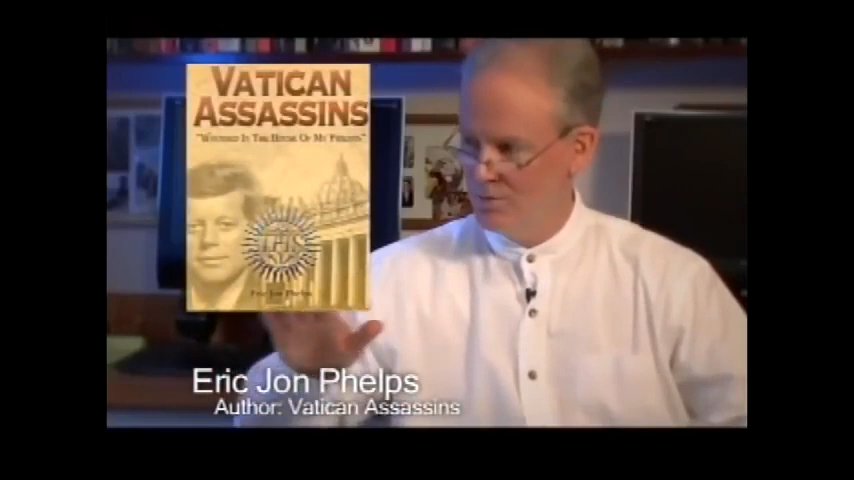 VATICAN
ASSASSINS
"WOUNDED IN THE HOUSE OF MY FRIENDS"
IHS
Eric Jon Phelps
Eric Jon Phelps
Author: Vatican Assassins